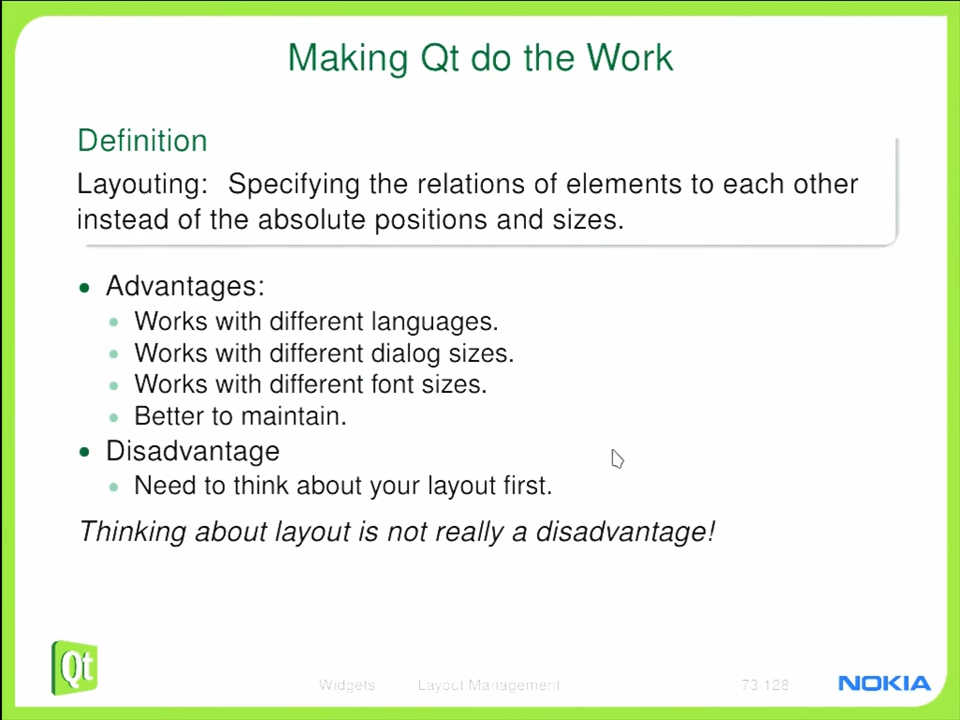 Making Qt do the Work
Definition
Layouting: Specifying the relations of elements to each other
instead of the absolute positions and sizes.
Advantages:
Works with different languages.
Works with different dialog sizes.
Works with different font sizes.
Better to maintain.
Disadvantage
Need to think about your layout first.
Thinking about layout is not really a disadvantage!
Qt
Widgets Layout Management 73 128 NOKIA